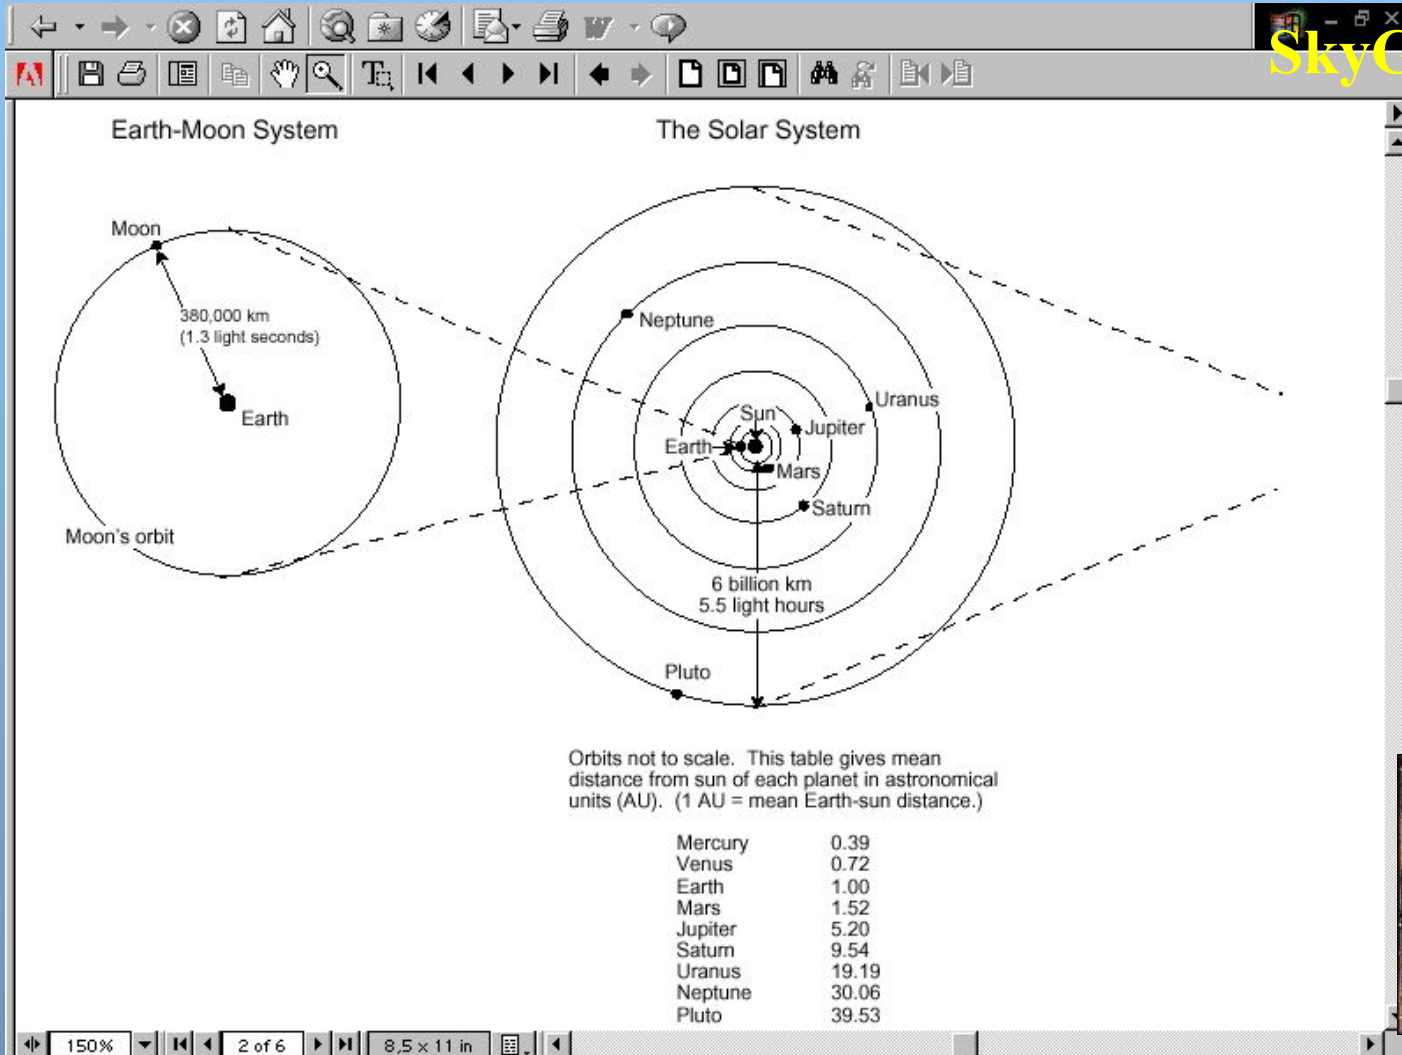 SkyC
Earth-Moon System
The Solar System
Moon
380,000 km
(1.3 light seconds)
Earth
Moon's orbit
Neptune
Uranus
Sun
Jupiter
Earth
Mars
Saturn
6 billion km
5.5 light hours
Pluto
Orbits not to scale. This table gives mean
distance from sun of each planet in astronomical
units (AU). (1 AU = mean Earth-sun distance.)
Mercury 0.39
Venus 0.72
Earth 1.00
Mars 1.52
Jupiter 5.20
Saturn 9.54
Uranus 19.19
Neptune 30.06
Pluto 39.53
150% 2 of 6 8,5 x 11 in